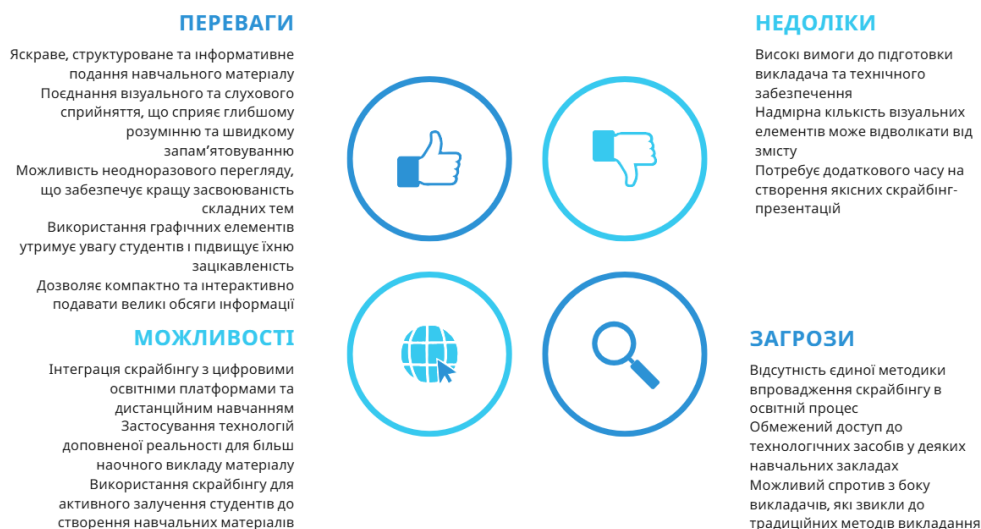 ПЕРЕВАГИ
Яскраве, структуроване та інформативне
подання навчального матеріалу
Поєднання візуального та слухового
сприйняття, що сприяє глибшому
розумінню та швидкому
запам’ятовуванню
Можливість неодноразового перегляду,
що забезпечує кращу засвоюваність
складних тем
Використання графічних елементів
утримує увагу студентів і підвищує їхню
зацікавленість
Дозволяє компактно та інтерактивно
подавати великі обсяги інформації
НЕДОЛІКИ
Високі вимоги до підготовки
викладача та технічного
забезпечення
Надмірна кількість візуальних
елементів може відволікати від
змісту
Потребує додаткового часу на
створення якісних скрайбінг-
презентацій
МОЖЛИВОСТІ
Інтеграція скрайбінгу з цифровими
освітніми платформами та
дистанційним навчанням
Застосування технологій
доповненої реальності для більш
наочного викладу матеріалу
Використання скрайбінгу для
активного залучення студентів до
створення навчальних матеріалів
ЗАГРОЗИ
Відсутність єдиної методики
впровадження скрайбінгу в
освітній процес
Обмежений доступ до
технологічних засобів у деяких
навчальних закладах
Можливий спротив з боку
викладачів, які звикли до
традиційних методів викладання